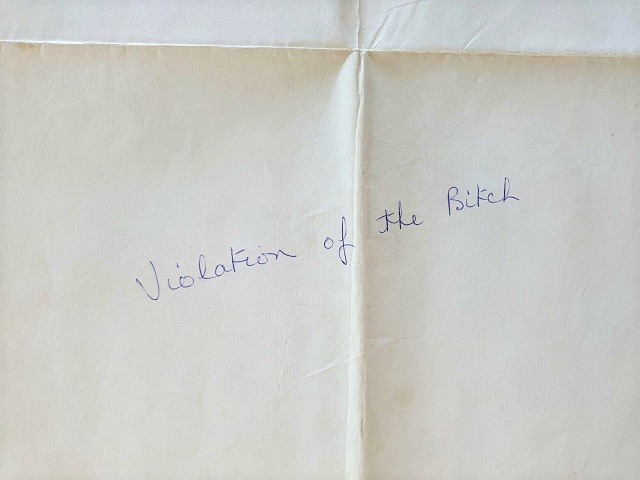 Violation of the Bitch